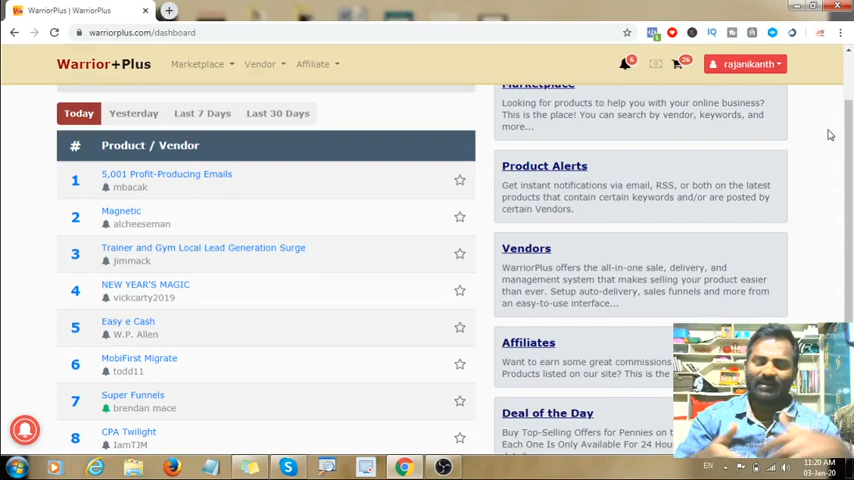 WarriorPlus | WarriorPlus
warriorplus.com/dashboard
Warrior+Plus
Marketplace
Vendor
Affiliate
6
26
rajanikanth
Marketplace
Looking for products to help you with your online business?
This is the place! You can search by vendor, keywords, and
more...
Today
Yesterday
Last 7 Days
Last 30 Days
# Product / Vendor
1 5,001 Profit-Producing Emails
mbacak
2 Magnetic
alcheeseman
3 Trainer and Gym Local Lead Generation Surge
jimmack
4 NEW YEAR'S MAGIC
vickcarty2019
5 Easy e Cash
W.P. Allen
6 MobiFirst Migrate
todd11
7 Super Funnels
brendan mace
8 CPA Twilight
IamTJM
Product Alerts
Get instant notifications via email, RSS, or both on the latest
products that contain certain keywords and/or are posted by
certain Vendors.
Vendors
WarriorPlus offers the all-in-one sale, delivery, and
management system that makes selling your product easier
than ever. Setup auto-delivery, sales funnels and more from
an easy-to-use interface...
Affiliates
Want to earn some great commissions
Products listed on our site? This is the
Deal of the Day
Buy Top-Selling Offers for Pennies on
Each One Is Only Available For 24 Hou
EN
11:20 AM
03-Jan-20